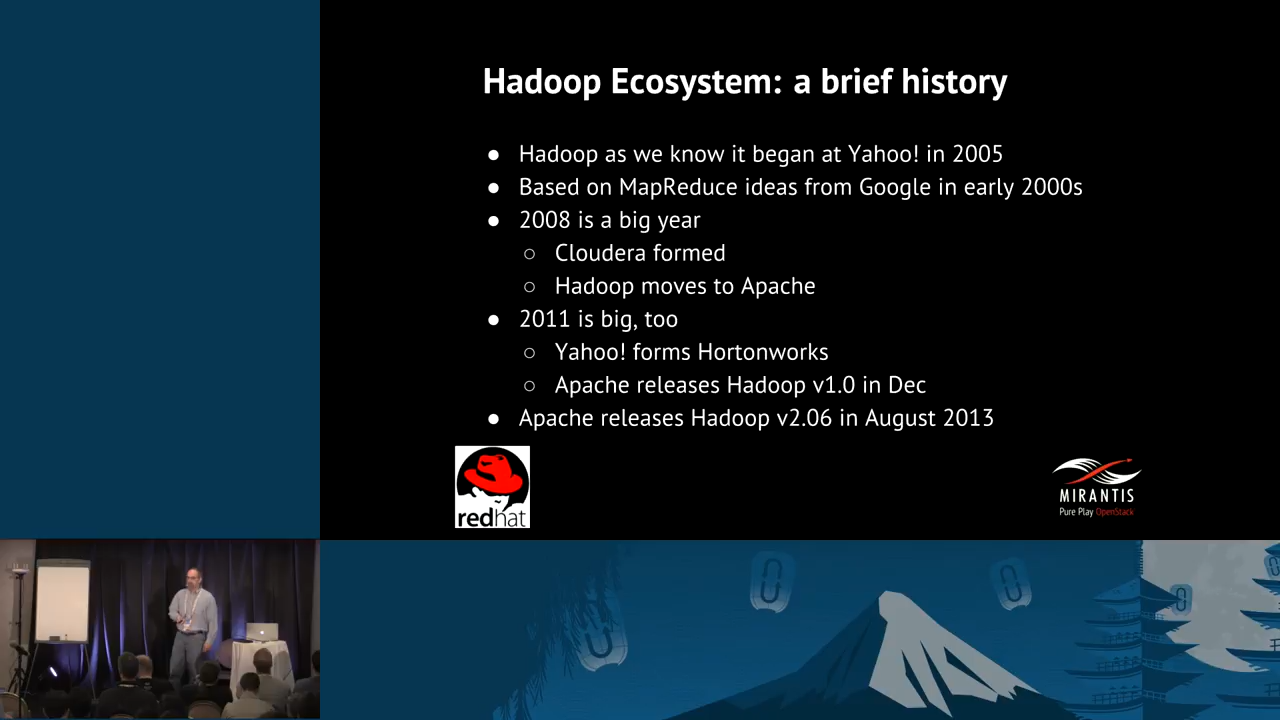 Hadoop Ecosystem: a brief history
● Hadoop as we know it began at Yahoo! in 2005
● Based on MapReduce ideas from Google in early 2000s
● 2008 is a big year
○ Cloudera formed
○ Hadoop moves to Apache
● 2011 is big, too
○ Yahoo! forms Hortonworks
○ Apache releases Hadoop v1.0 in Dec
● Apache releases Hadoop v2.06 in August 2013
redhat
MIRANTIS
Pure Play OpenStack